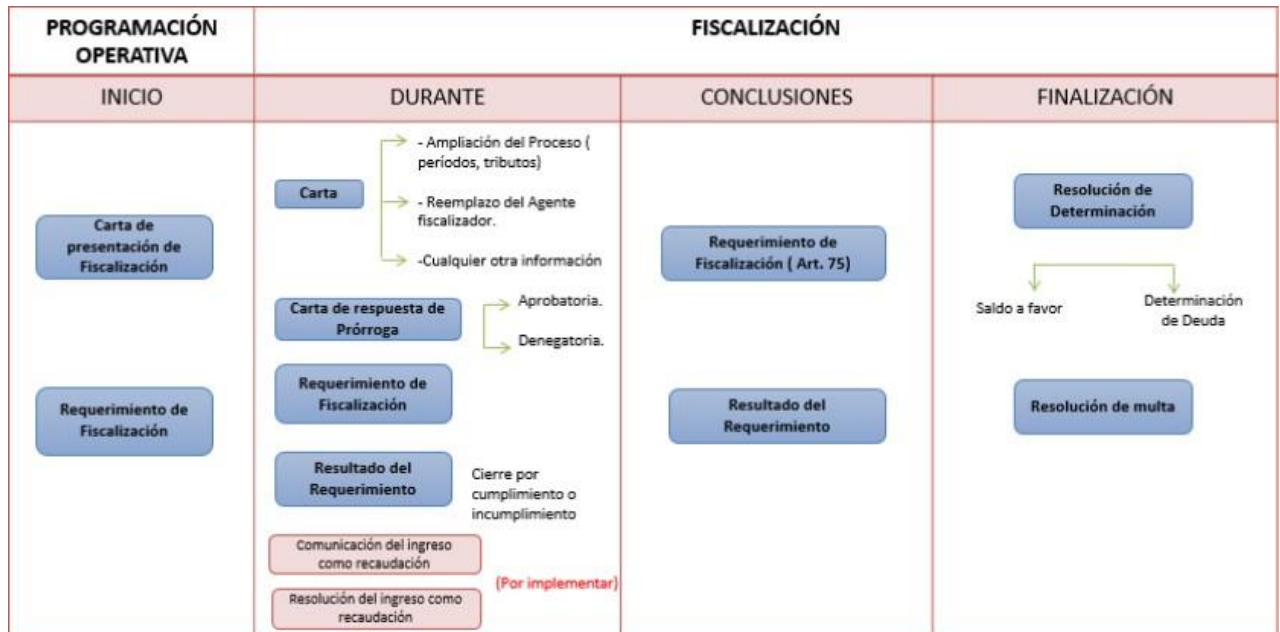 PROGRAMACIÓN
OPERATIVA
FISCALIZACIÓN
INICIO
DURANTE
CONCLUSIONES
FINALIZACIÓN
Carta de
presentación de
Fiscalización
Requerimiento de
Fiscalización
Carta
- Ampliación del Proceso (
períodos, tributos)
- Reemplazo del Agente
fiscalizador.
-Cualquier otra información
Carta de respuesta de
Prórroga
Aprobatoria.
Denegatoria.
Requerimiento de
Fiscalización
Resultado del
Requerimiento
Cierre por
cumplimiento o
incumplimiento
Comunicación del ingreso
como recaudación
(Por implementar)
Resolución del ingreso como
recaudación
Requerimiento de
Fiscalización ( Art. 75)
Resultado del
Requerimiento
Resolución de
Determinación
Saldo a favor
Determinación
de Deuda
Resolución de multa